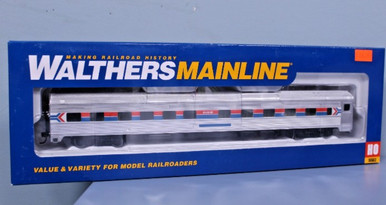 MAKING RAILROAD HISTORY
WALTHERSMAINLINE
VALUE & VARIETY FOR MODEL RAILROADERS
HO